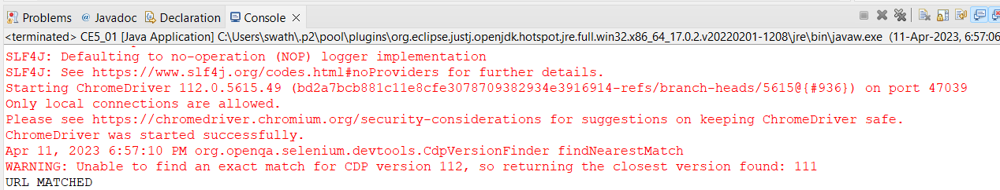 Problems Javadoc Declaration Console
<terminated> CE5_01 [Java Application] C:\Users\swath\.p2\pool\plugins\org.eclipse.justj.openjdk.hotspot.jre.full.win32.x86_64_17.0.2.v20220201-1208\jre\bin\javaw.exe (11-Apr-2023, 6:57:06
SLF4J: Defaulting to no-operation (NOP) logger implementation
SLF4J: See https://www.slf4j.org/codes.html#noProviders for further details.
Starting ChromeDriver 112.0.5615.49 (bd2a7bcb881c11e8cfe3078709382934e3916914-refs/branch-heads/5615@{#936}) on port 47039
Only local connections are allowed.
Please see https://chromedriver.chromium.org/security-considerations for suggestions on keeping ChromeDriver safe.
ChromeDriver was started successfully.
Apr 11, 2023 6:57:10 PM org.openqa.selenium.devtools.CdpVersionFinder findNearestMatch
WARNING: Unable to find an exact match for CDP version 112, so returning the closest version found: 111
URL MATCHED